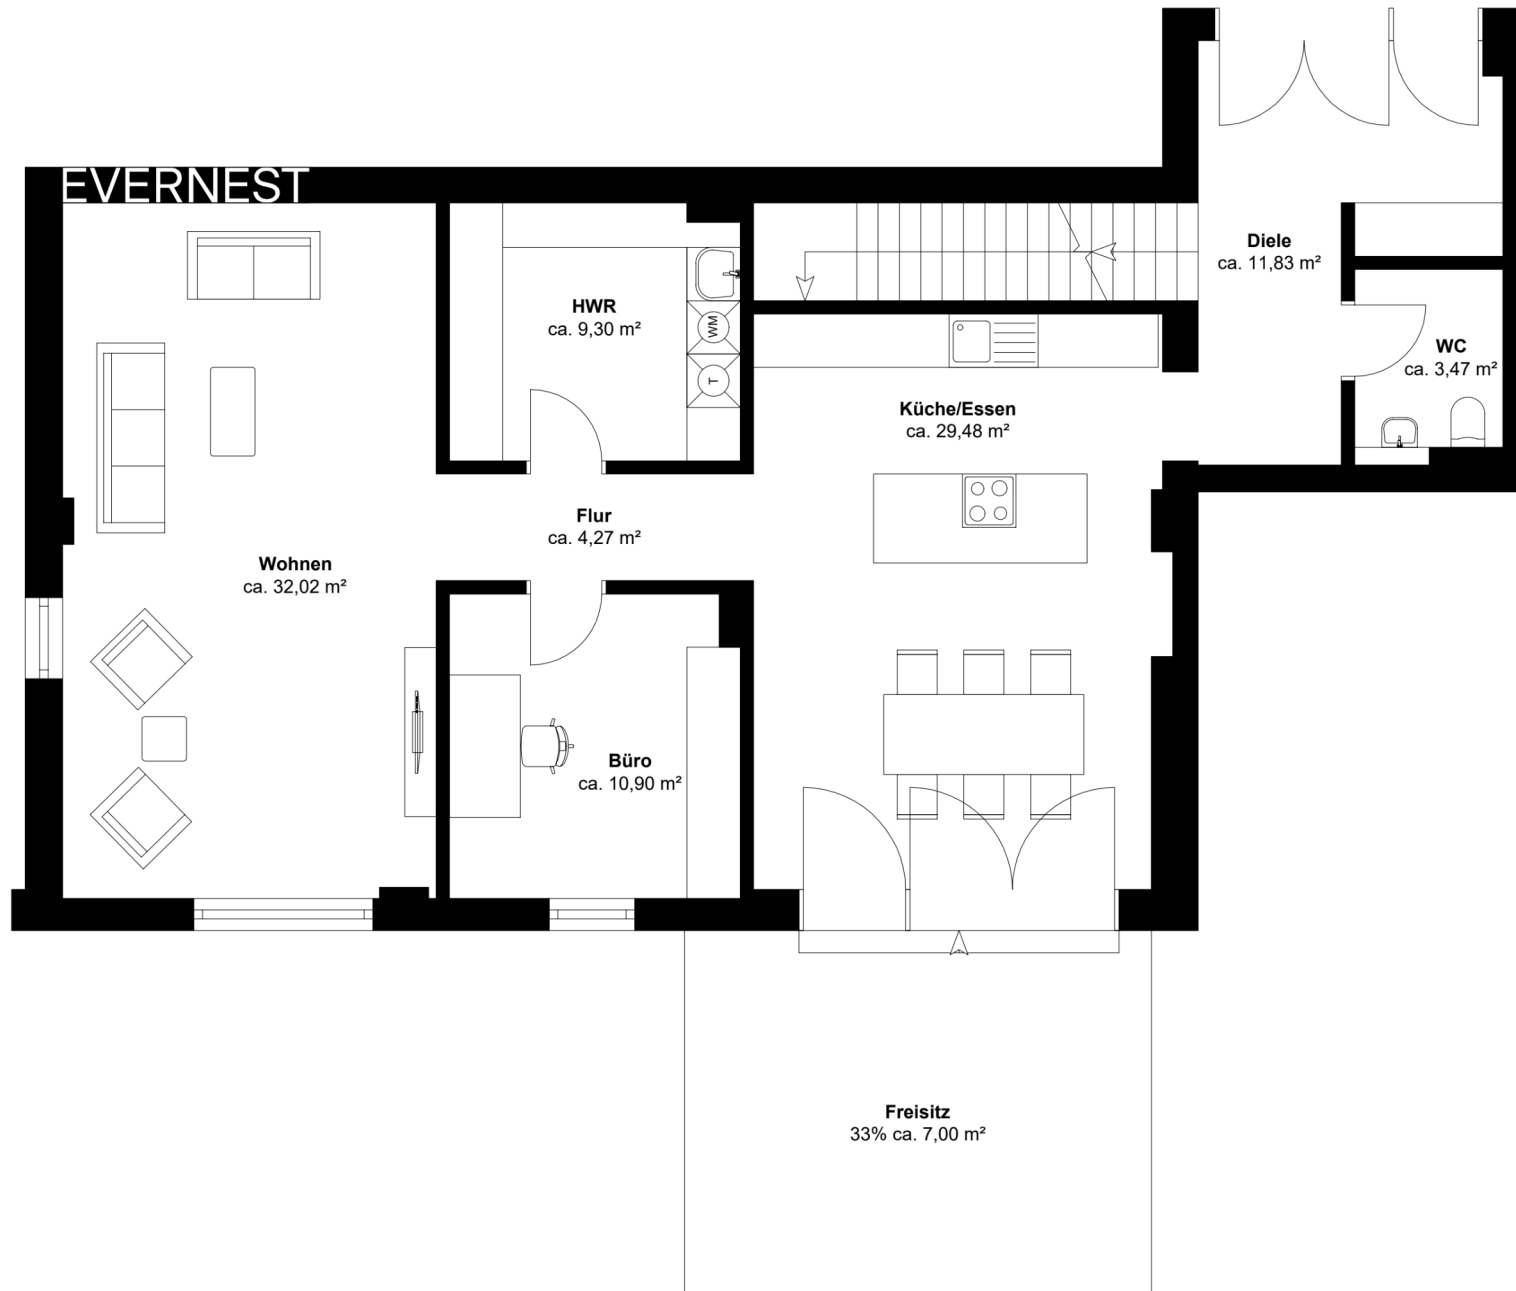 EVERNEST
Diele
ca. 11,83 m²
HWR
ca. 9,30 m²
WM
T
WC
ca. 3,47 m²
Küche/Essen
ca. 29,48 m²
Flur
ca. 4,27 m²
Wohnen
ca. 32,02 m²
Büro
ca. 10,90 m²
Freisitz
33% ca. 7,00 m²